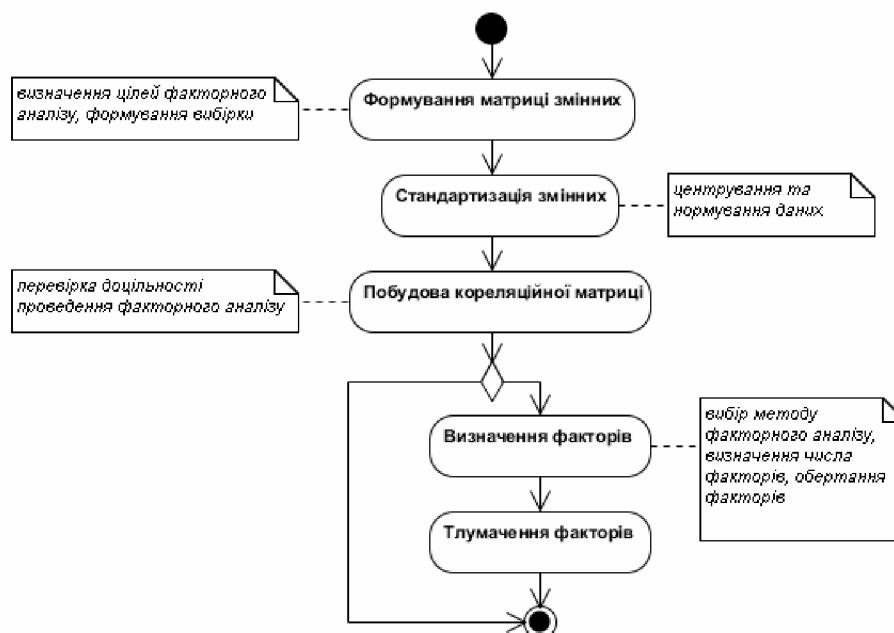 визначення цілей факторного
аналізу, формування вибірки
Формування матриці змінних
Стандартизація змінних
центрування та
нормування даних
перевірка доцільності
проведення факторного аналізу
Побудова кореляційної матриці
Визначення факторів
вибір методу
факторного аналізу,
визначення числа
факторів, обертання
факторів
Тлумачення факторів